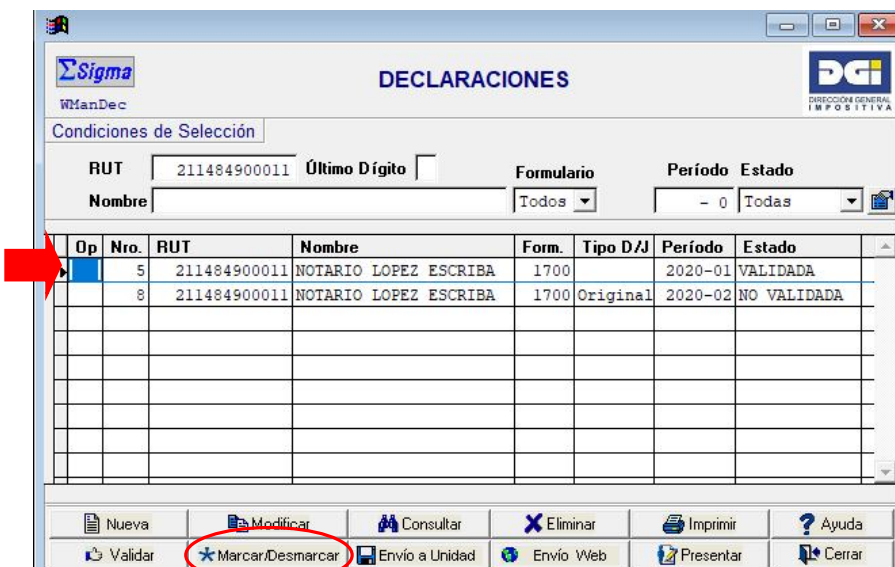 ΣSigma
WManDec
DECLARACIONES
DGI
DIRECCIÓN GENERAL
IMPOSITIVA
Condiciones de Selección
RUT 211484900011 Último Dígito Formulario Período Estado
Nombre Todos - 0 Todas
Op Nro. RUT Nombre Form. Tipo D/J Período Estado
5 211484900011 NOTARIO LOPEZ ESCRIBA 1700 2020-01 VALIDADA
8 211484900011 NOTARIO LOPEZ ESCRIBA 1700 Original 2020-02 NO VALIDADA
Nueva Modificar Consultar Eliminar Imprimir Ayuda
Validar Marcar/Desmarcar Envío a Unidad Envío Web Presentar Cerrar